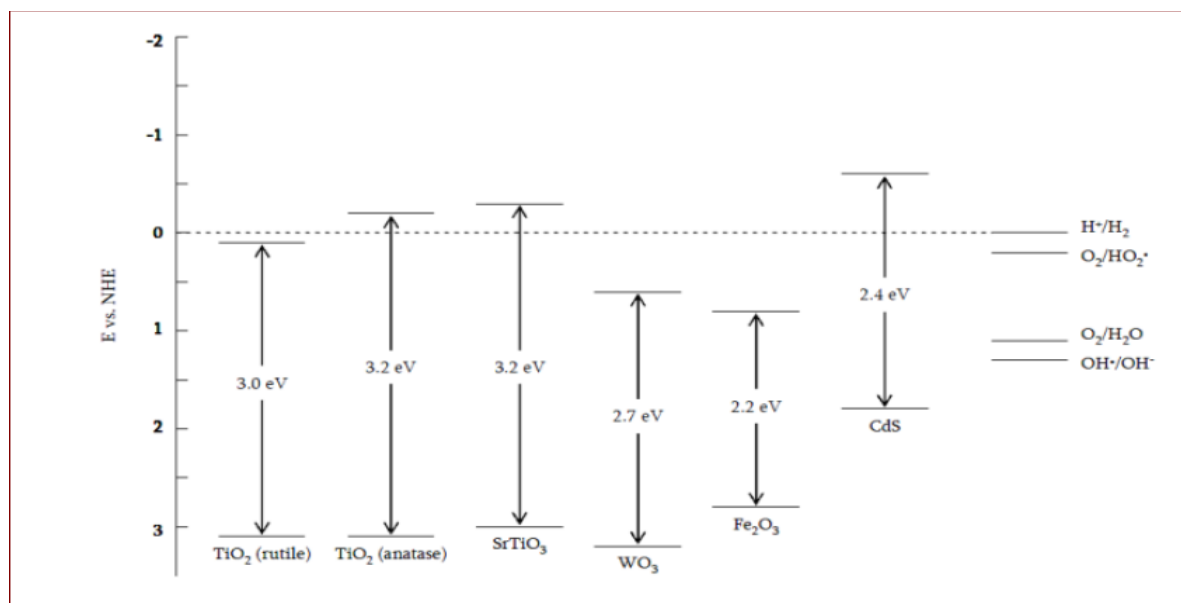 -2
-1
0
1
2
3
E vs. NHE
3.0 eV
TiO₂ (rutile)
3.2 eV
TiO₂ (anatase)
3.2 eV
SrTiO₃
2.7 eV
WO₃
2.2 eV
Fe₂O₃
2.4 eV
CdS
H⁺/H₂
O₂/HO₂•
O₂/H₂O
OH•/OH⁻